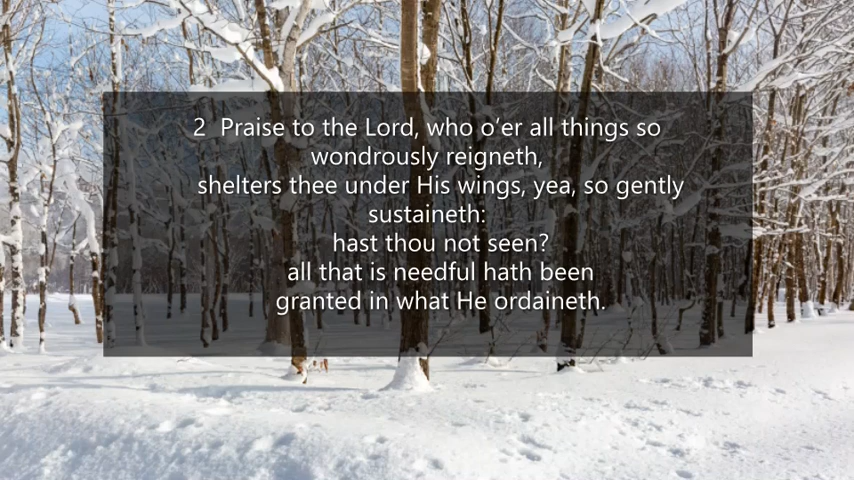 2 Praise to the Lord, who o’er all things so
wondrously reigneth,
shelters thee under His wings, yea, so gently
sustaineth:
hast thou not seen?
all that is needful hath been
granted in what He ordaineth.